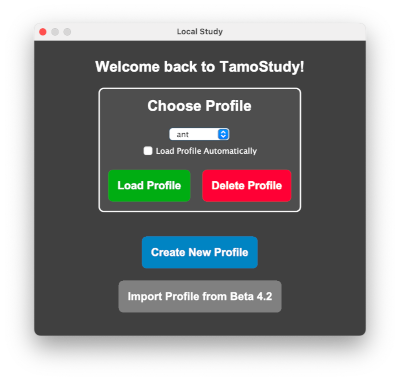 Local Study
Welcome back to TamoStudy!
Choose Profile
ant
Load Profile Automatically
Load Profile Delete Profile
Create New Profile
Import Profile from Beta 4.2